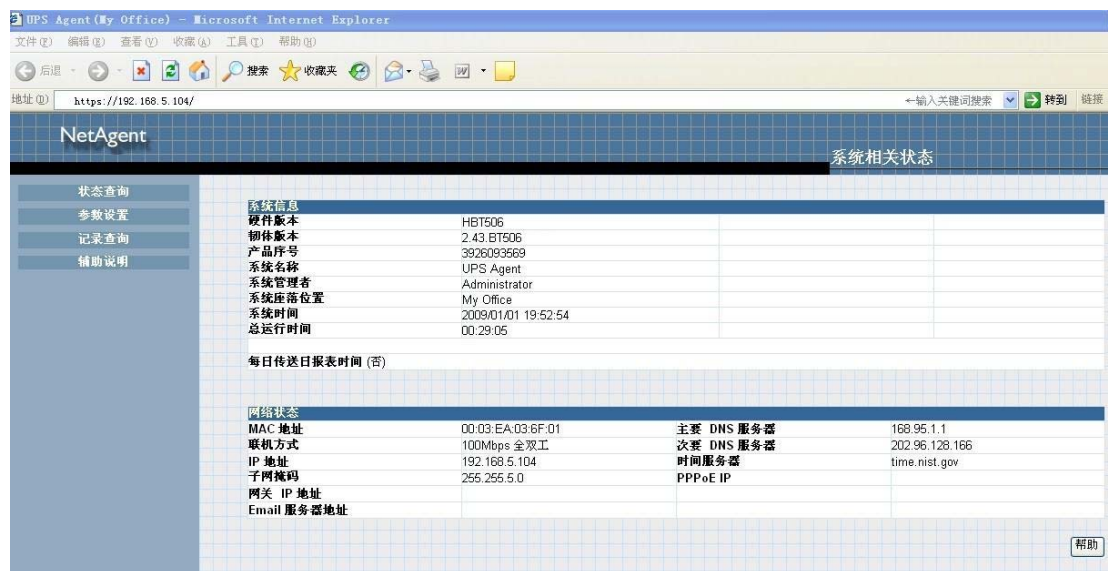 UPS Agent(My Office) - Microsoft Internet Explorer
文件(F) 编辑(E) 查看(V) 收藏(A) 工具(T) 帮助(H)
后退 搜索 收藏夹
地址(D) https://192.168.5.104/ ←输入关键词搜索 转到 链接
NetAgent
系统相关状态
状态查询
参数设置
记录查询
辅助说明
系统信息
硬件版本 HBT506
韧体版本 2.43.BT506
产品序号 3926093569
系统名称 UPS Agent
系统管理者 Administrator
系统座落位置 My Office
系统时间 2009/01/01 19:52:54
总运行时间 00:29:05
每日传送日报表时间 (否)
网络状态
MAC 地址 00:03:EA:03:6F:01 主要 DNS 服务器 168.95.1.1
联机方式 100Mbps 全双工 次要 DNS 服务器 202.96.128.166
IP 地址 192.168.5.104 时间服务器 time.nist.gov
子网掩码 255.255.5.0 PPPoE IP
网关 IP 地址
Email 服务器地址
帮助